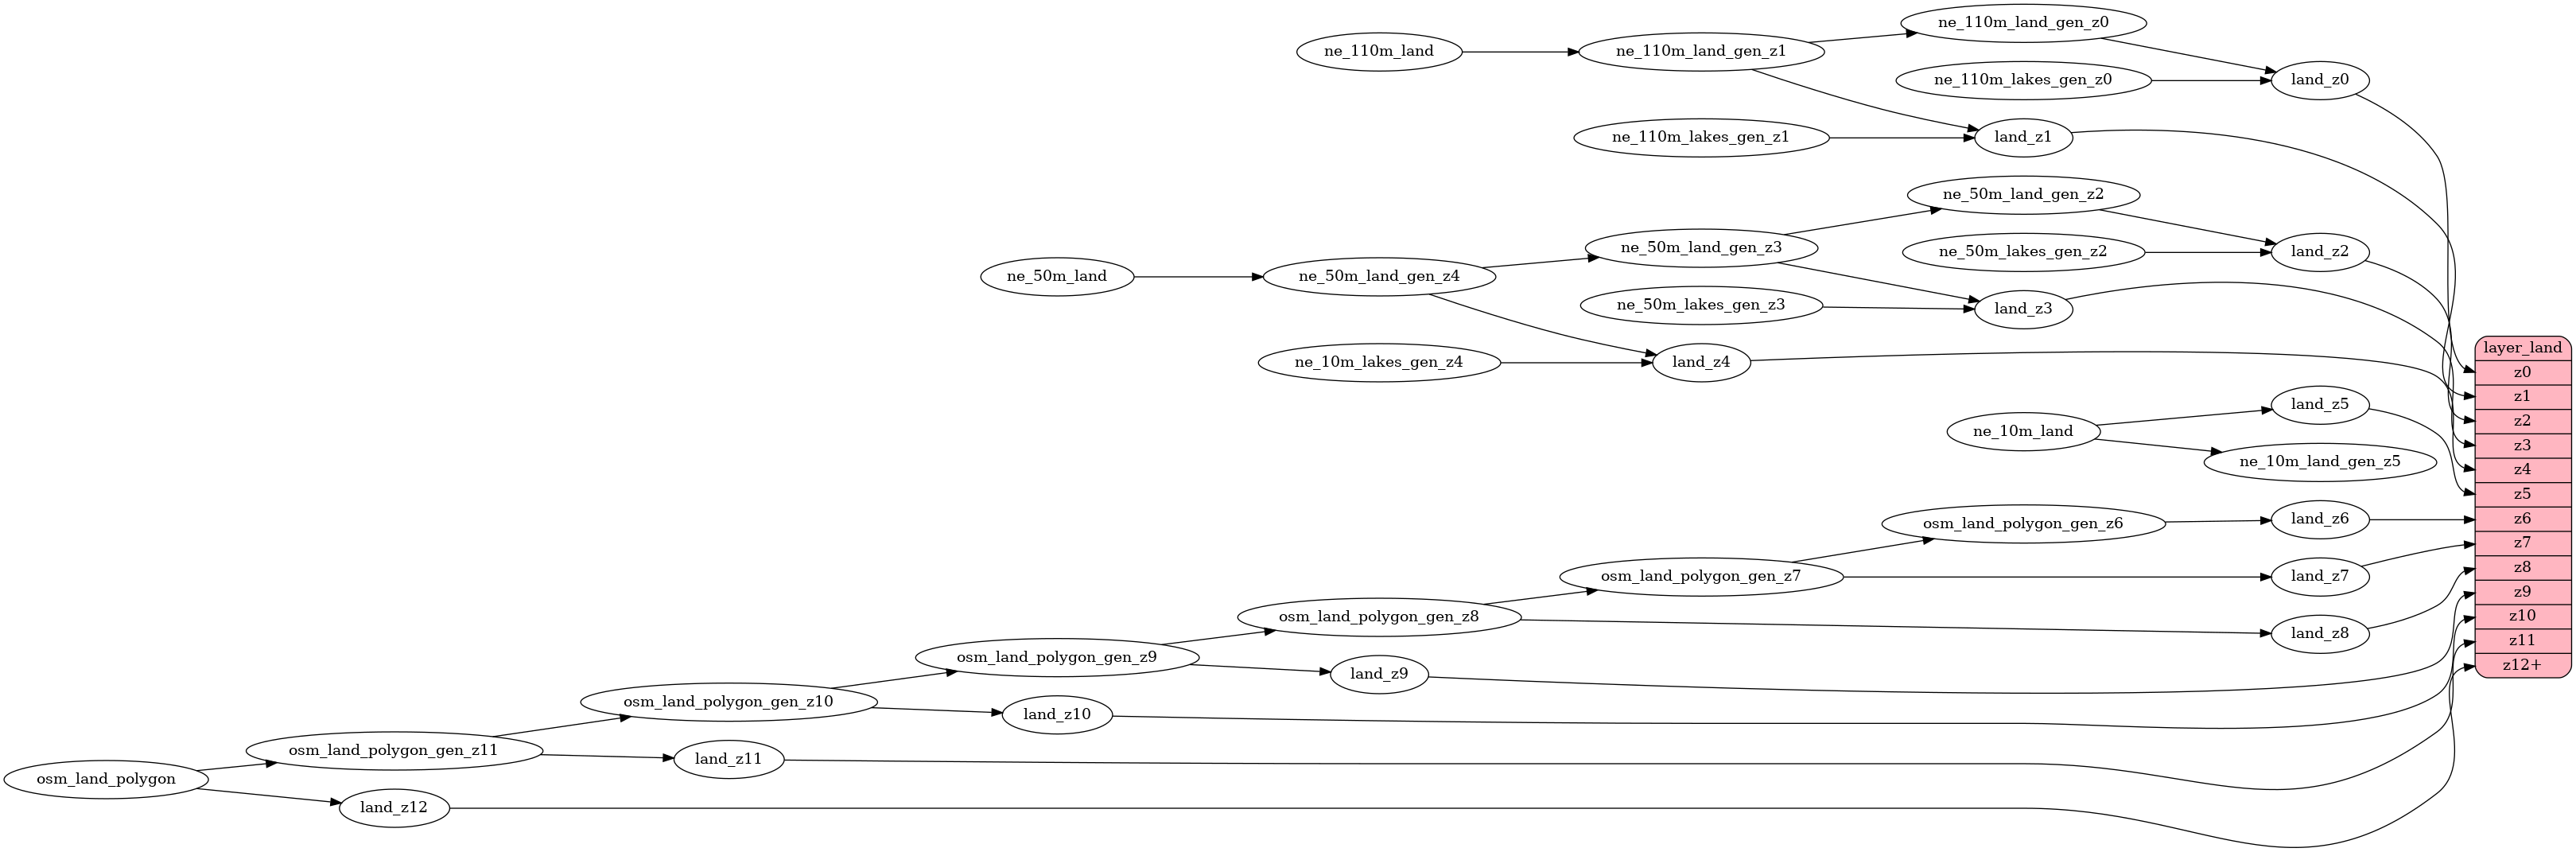 ne_110m_land_gen_z0
ne_110m_land
ne_110m_land_gen_z1
ne_110m_lakes_gen_z0
land_z0
ne_110m_lakes_gen_z1
land_z1
ne_50m_land_gen_z2
ne_50m_land_gen_z3
ne_50m_lakes_gen_z2
land_z2
ne_50m_land
ne_50m_land_gen_z4
ne_50m_lakes_gen_z3
land_z3
ne_10m_lakes_gen_z4
land_z4
layer_land
z0
z1
z2
z3
z4
z5
z6
z7
z8
z9
z10
z11
z12+
land_z5
ne_10m_land
ne_10m_land_gen_z5
osm_land_polygon_gen_z6
land_z6
osm_land_polygon_gen_z7
land_z7
osm_land_polygon_gen_z8
land_z8
osm_land_polygon_gen_z9
land_z9
osm_land_polygon_gen_z10
land_z10
osm_land_polygon_gen_z11
land_z11
osm_land_polygon
land_z12